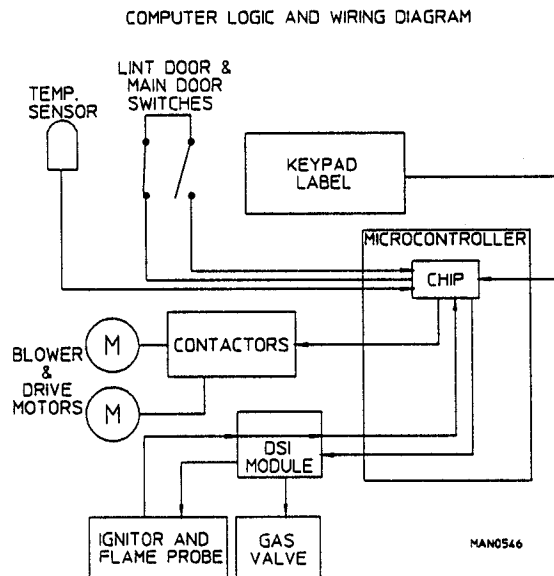 COMPUTER LOGIC AND WIRING DIAGRAM
LINT DOOR &
MAIN DOOR
SWITCHES
TEMP.
SENSOR
KEYPAD
LABEL
MICROCONTROLLER
CHIP
CONTACTORS
M
M
BLOWER
&
DRIVE
MOTORS
DSI
MODULE
IGNITOR AND
FLAME PROBE
GAS
VALVE
MAN0546